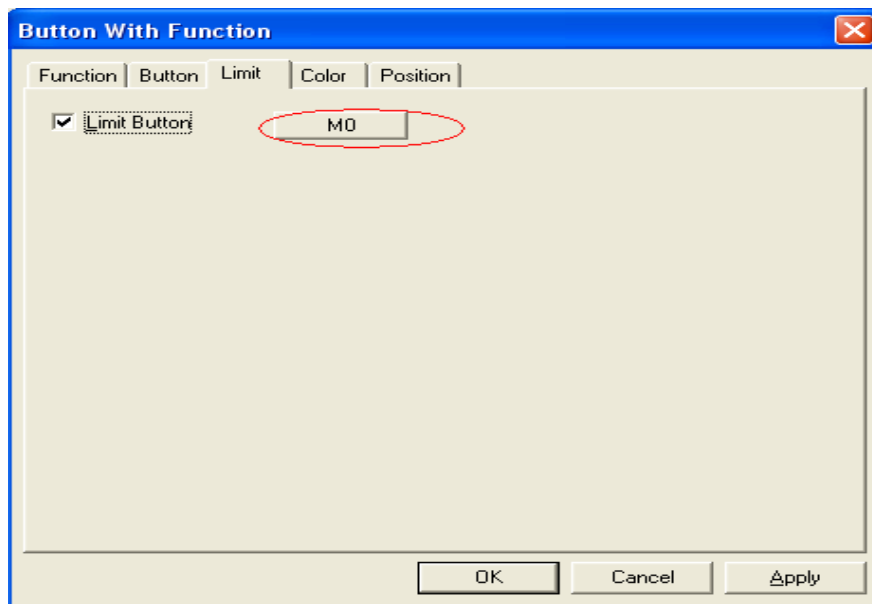 Button With Function
Function Button Limit Color Position
Limit Button M0
OK Cancel Apply